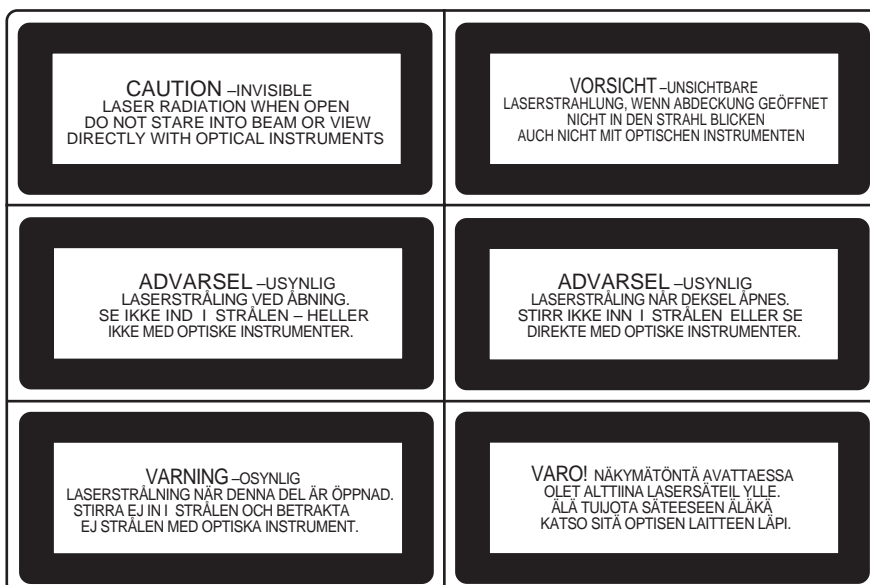 CAUTION –INVISIBLE
LASER RADIATION WHEN OPEN
DO NOT STARE INTO BEAM OR VIEW
DIRECTLY WITH OPTICAL INSTRUMENTS
VORSICHT –UNSICHTBARE
LASERSTRAHLUNG, WENN ABDECKUNG GEÖFFNET
NICHT IN DEN STRAHL BLICKEN
AUCH NICHT MIT OPTISCHEN INSTRUMENTEN
ADVARSEL –USYNLIG
LASERSTRÅLING VED ÅBNING.
SE IKKE IND I STRÅLEN – HELLER
IKKE MED OPTISKE INSTRUMENTER.
ADVARSEL –USYNLIG
LASERSTRÅLING NÅR DEKSEL ÅPNES.
STIRR IKKE INN I STRÅLEN ELLER SE
DIREKTE MED OPTISKE INSTRUMENTER.
VARNING –OSYNLIG
LASERSTRÅLNING NÄR DENNA DEL ÄR ÖPPNAD.
STIRRA EJ IN I STRÅLEN OCH BETRAKTA
EJ STRÅLEN MED OPTISKA INSTRUMENT.
VARO! NÄKYMÄTÖNTÄ AVATTAESSA
OLET ALTTIINA LASERSÄTEIL YLLE.
ÄLÄ TUIJOTA SÄTEESEEN ÄLÄKÄ
KATSO SITÄ OPTISEN LAITTEEN LÄPI.